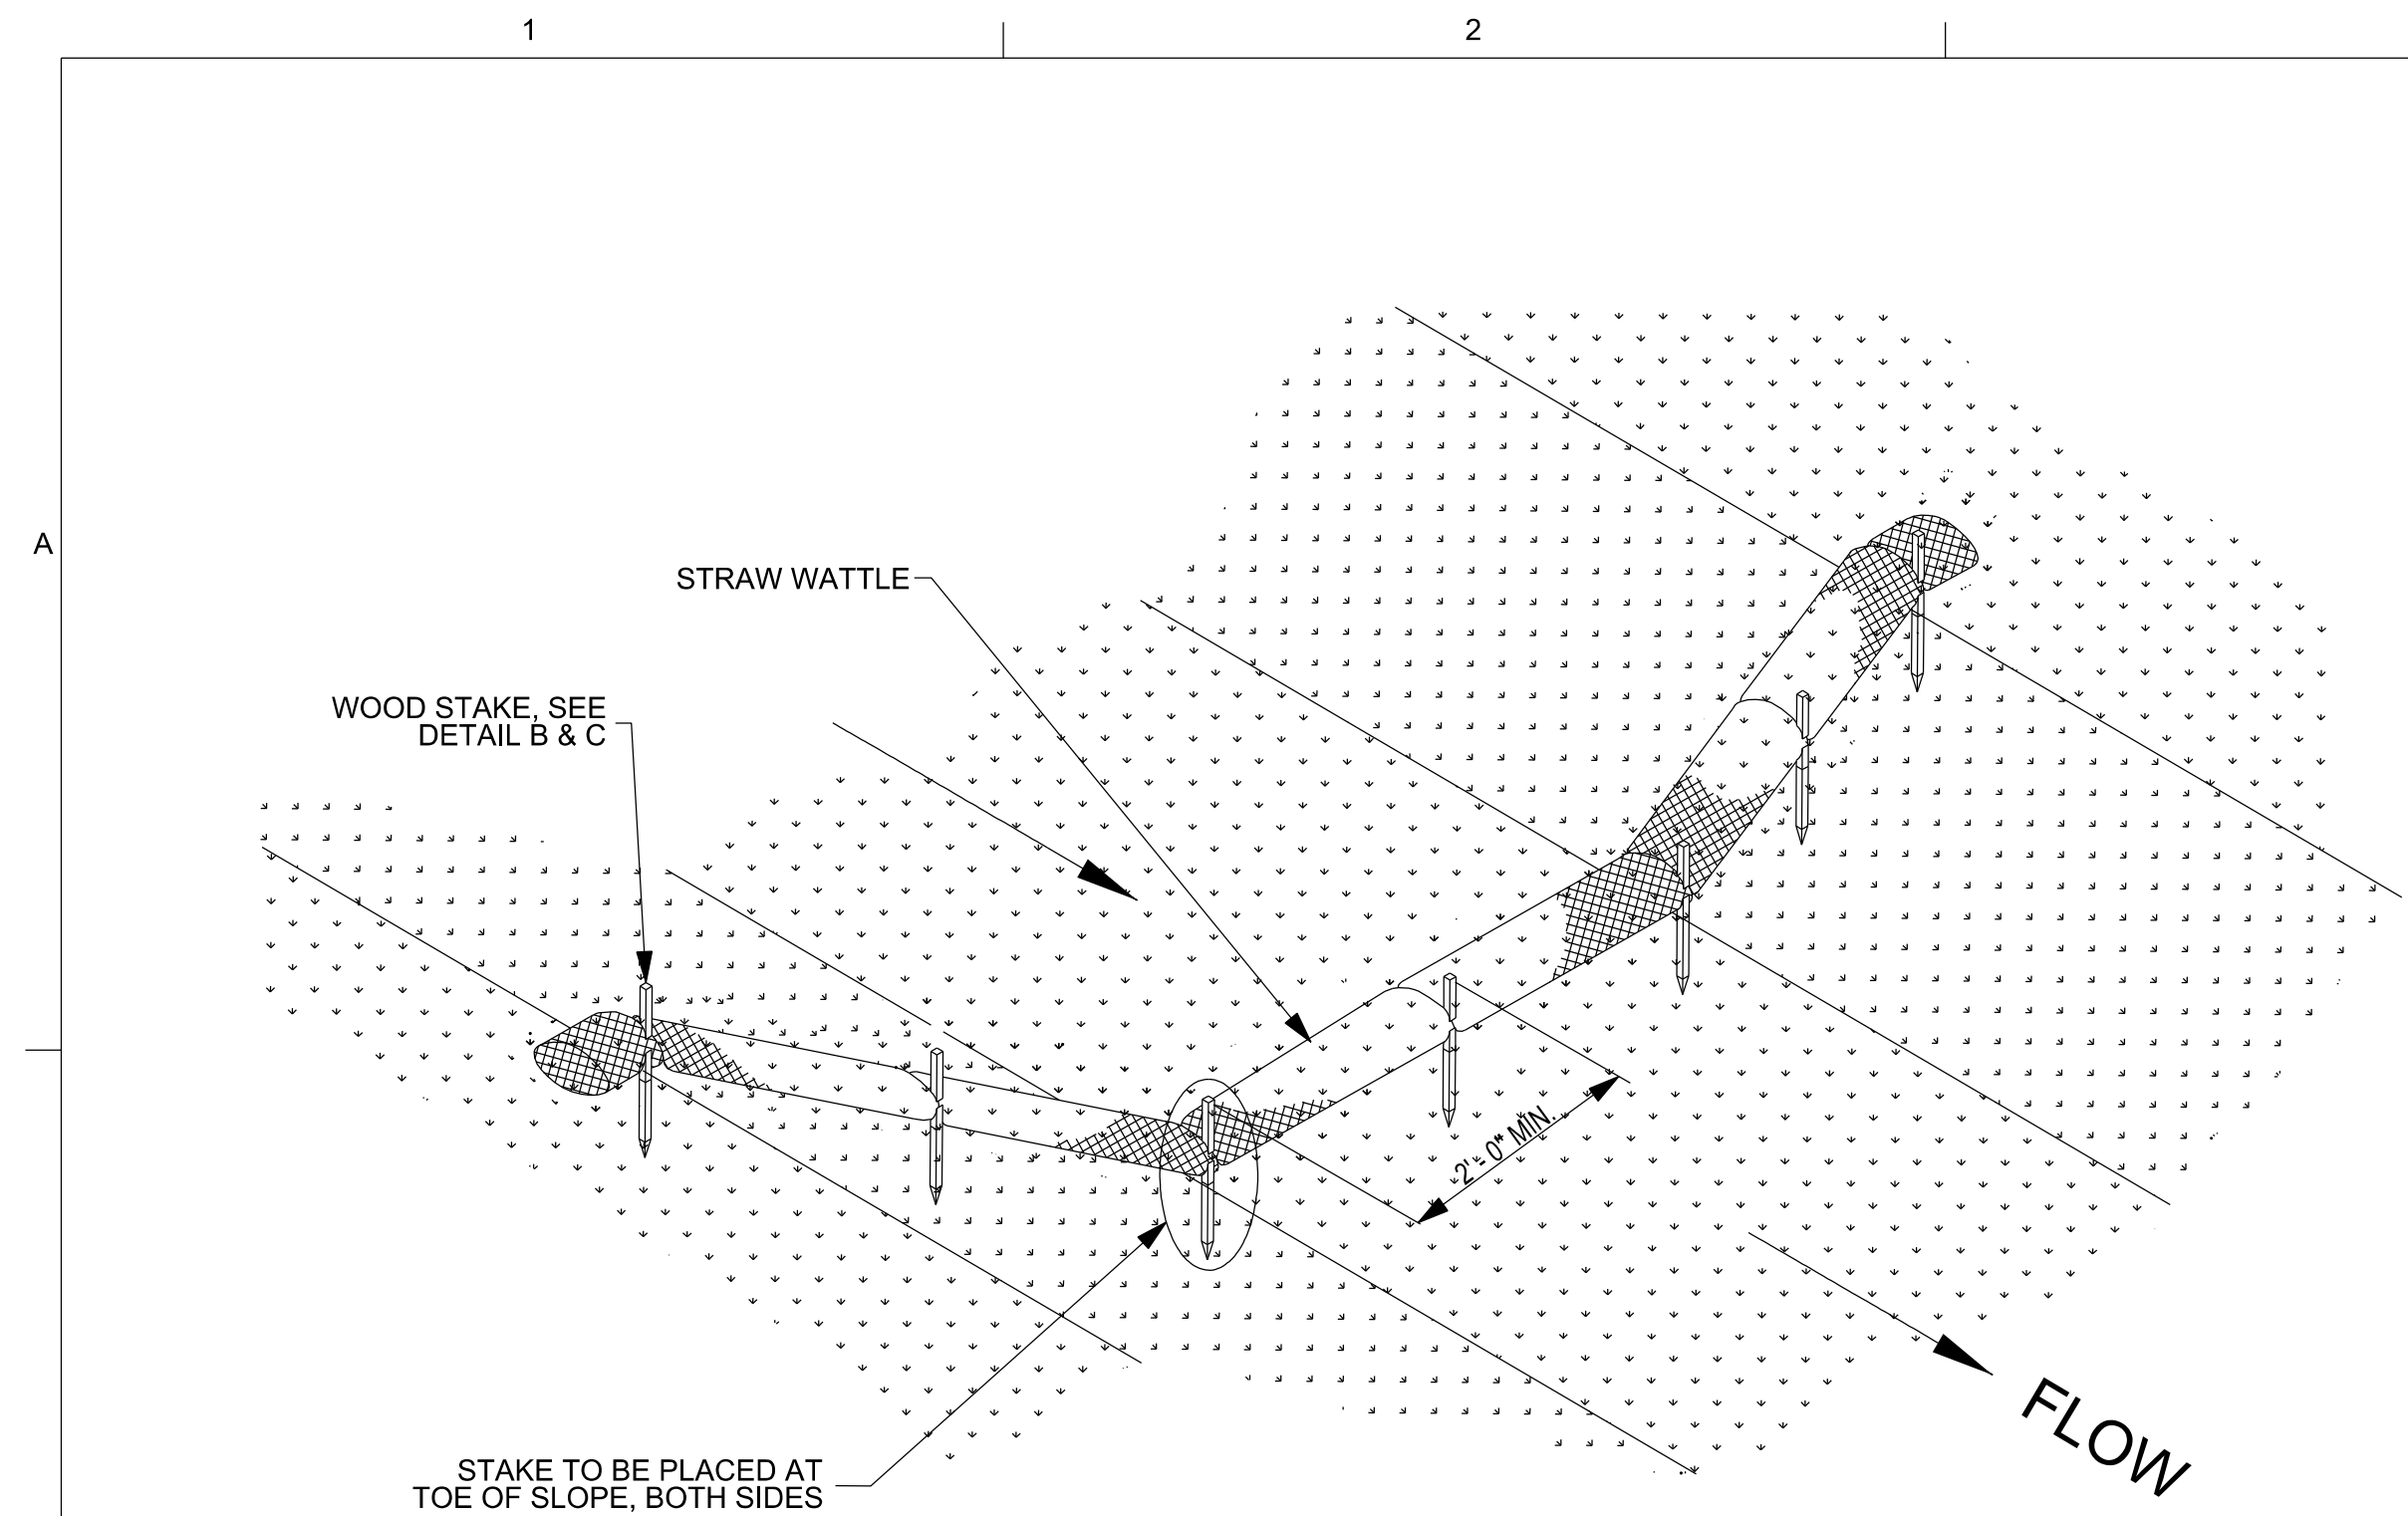 1
2
A
STRAW WATTLE
WOOD STAKE, SEE
DETAIL B & C
2'- 0" MIN.
STAKE TO BE PLACED AT
TOE OF SLOPE, BOTH SIDES
FLOW